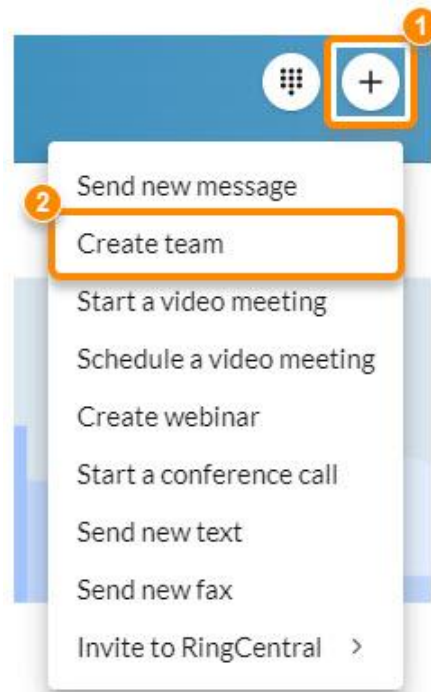 1
2
Send new message
Create team
Start a video meeting
Schedule a video meeting
Create webinar
Start a conference call
Send new text
Send new fax
Invite to RingCentral >